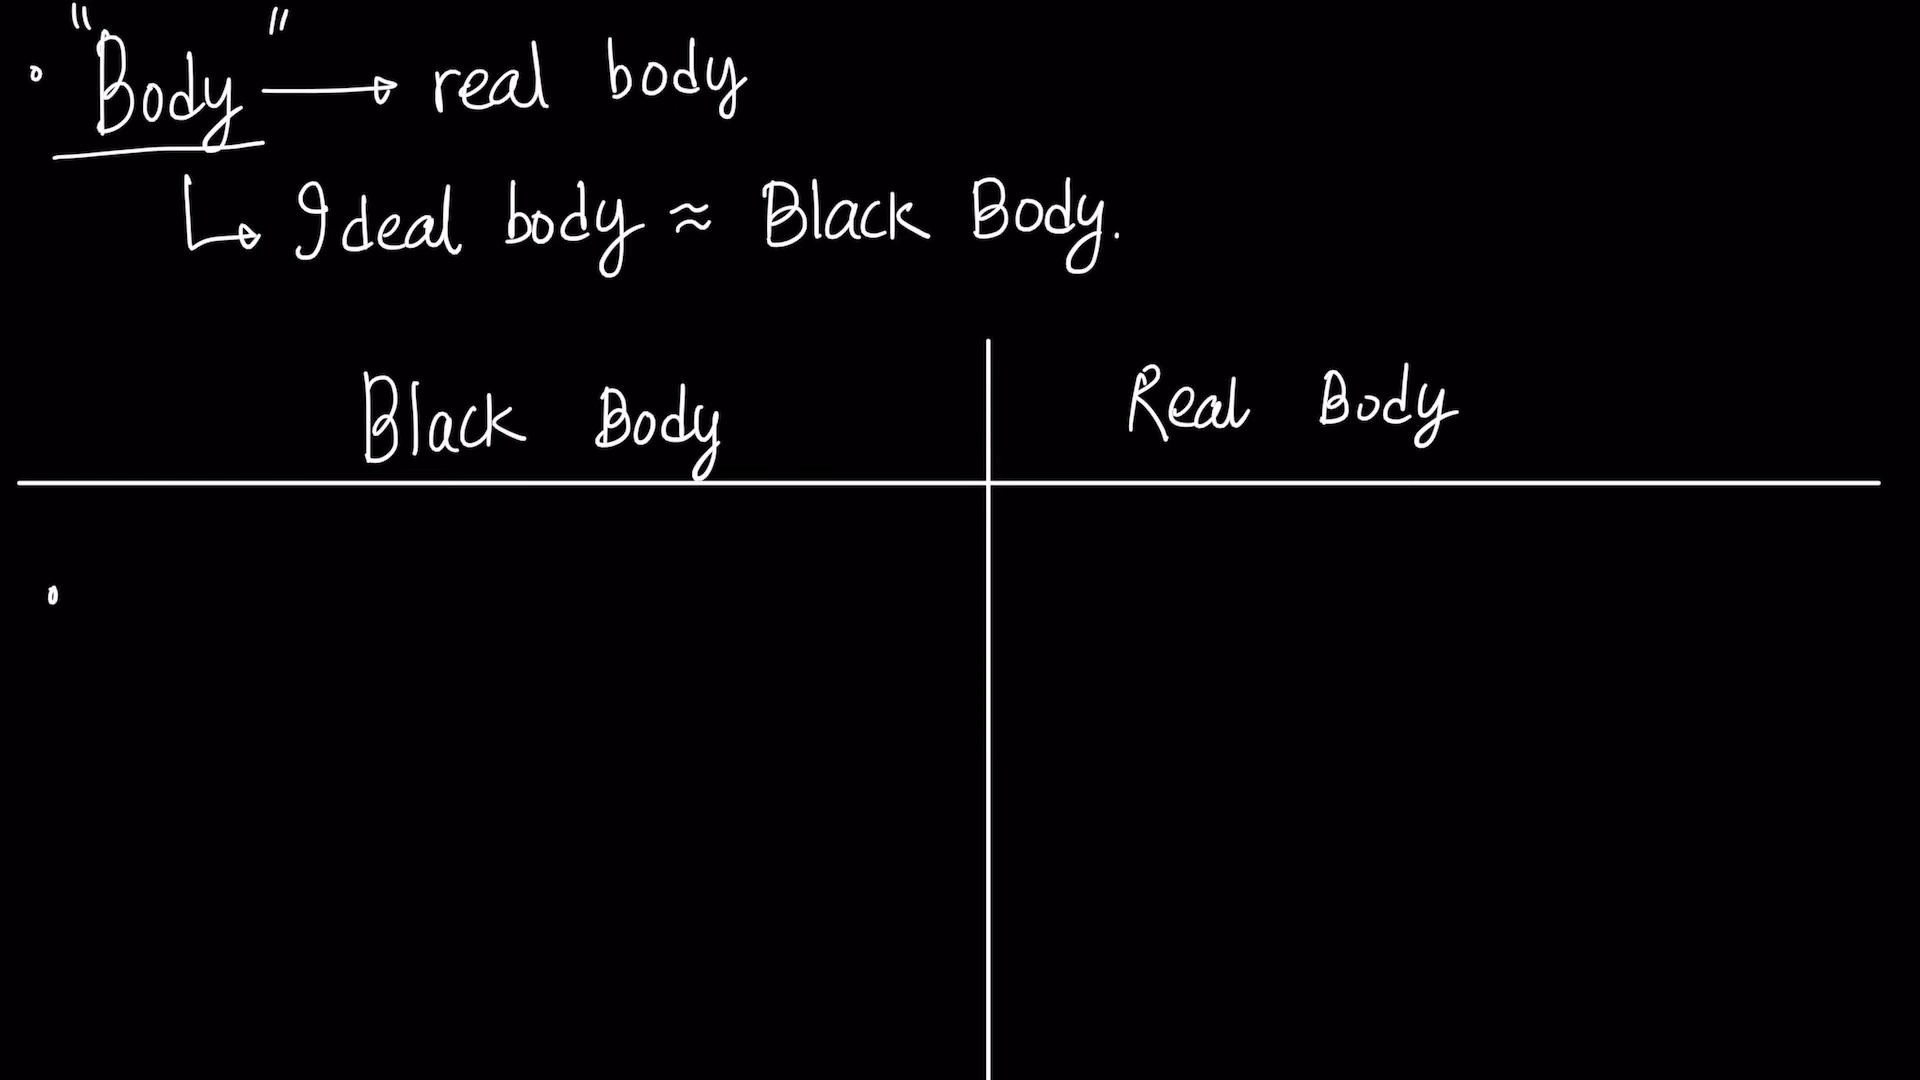 • "Body" → real body
↳ Ideal body ≈ Black Body.
Black Body Real Body
•